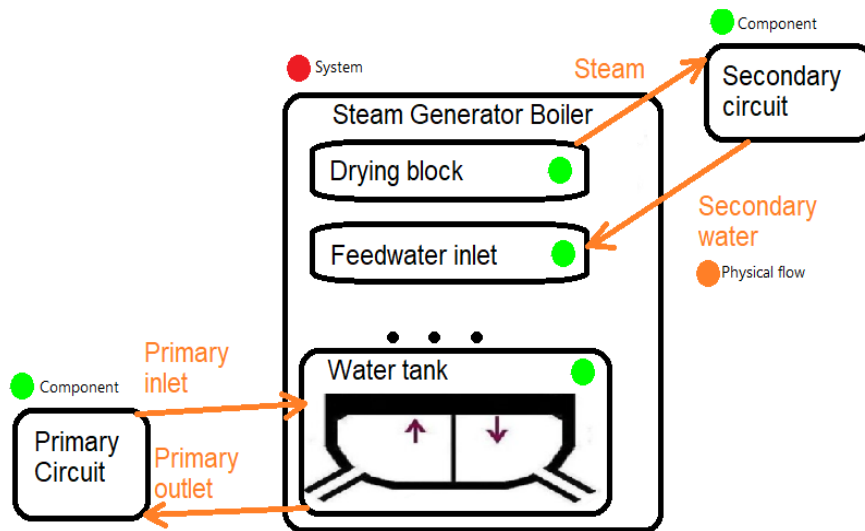 Component
System
Steam
Secondary
circuit
Steam Generator Boiler
Drying block
Secondary
water
Feedwater inlet
Physical flow
Primary
inlet
Water tank
Component
Primary
Circuit
Primary
outlet